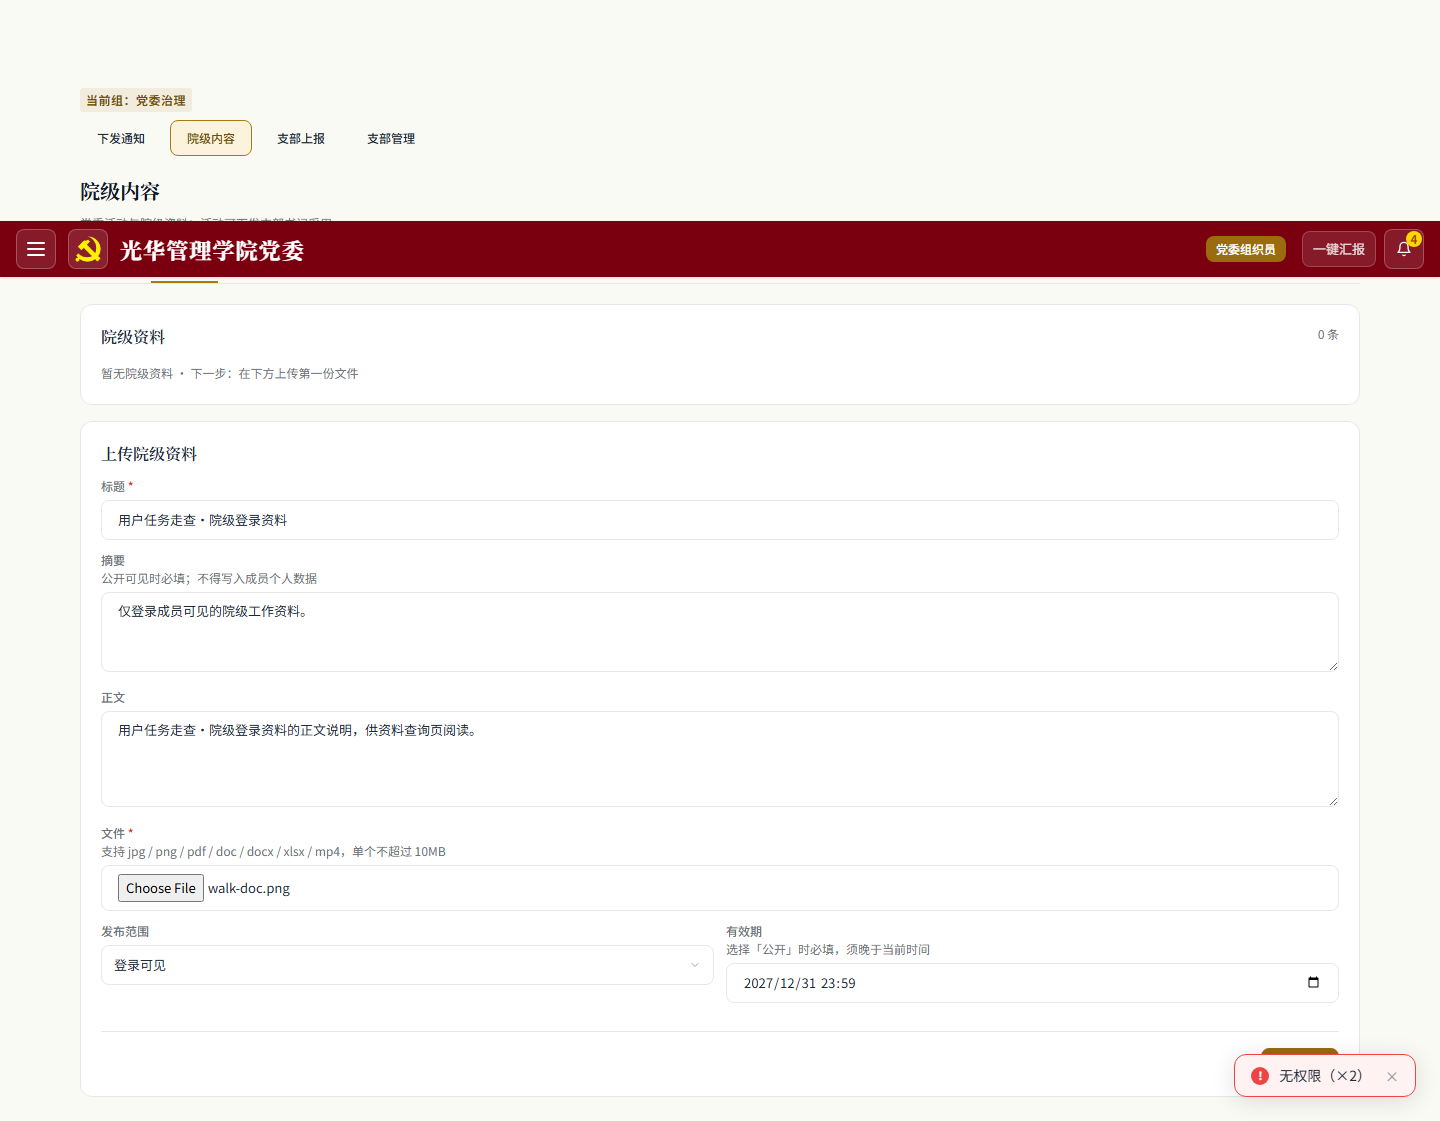 当前组：党委治理
下发通知
院级内容
支部上报
支部管理
院级内容
光华管理学院党委
党委组织员
一键汇报
4
院级资料
0 条
暂无院级资料 · 下一步：在下方上传第一份文件
上传院级资料
标题 *
用户任务走查·院级登录资料
摘要
公开可见时必填；不得写入成员个人数据
仅登录成员可见的院级工作资料。
正文
用户任务走查·院级登录资料的正文说明，供资料查询页阅读。
文件 *
支持 jpg / png / pdf / doc / docx / xlsx / mp4，单个不超过 10MB
Choose File walk-doc.png
发布范围
登录可见
有效期
选择「公开」时必填，须晚于当前时间
2027/12/31 23:59
无权限（×2）